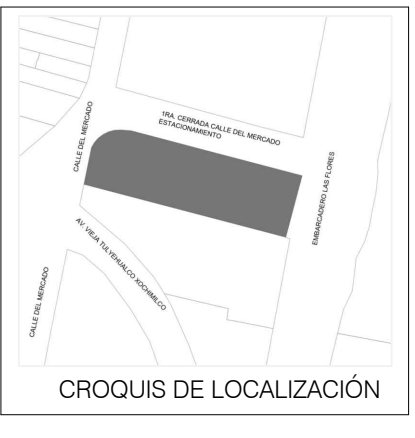 1RA. CERRADA CALLE DEL MERCADO
ESTACIONAMIENTO
CALLE DEL MERCADO
EMBARCADERO LAS FLORES
AV. VIEJA TULYEHUALCO XOCHIMILCO
CALLE DEL MERCADO
CROQUIS DE LOCALIZACIÓN